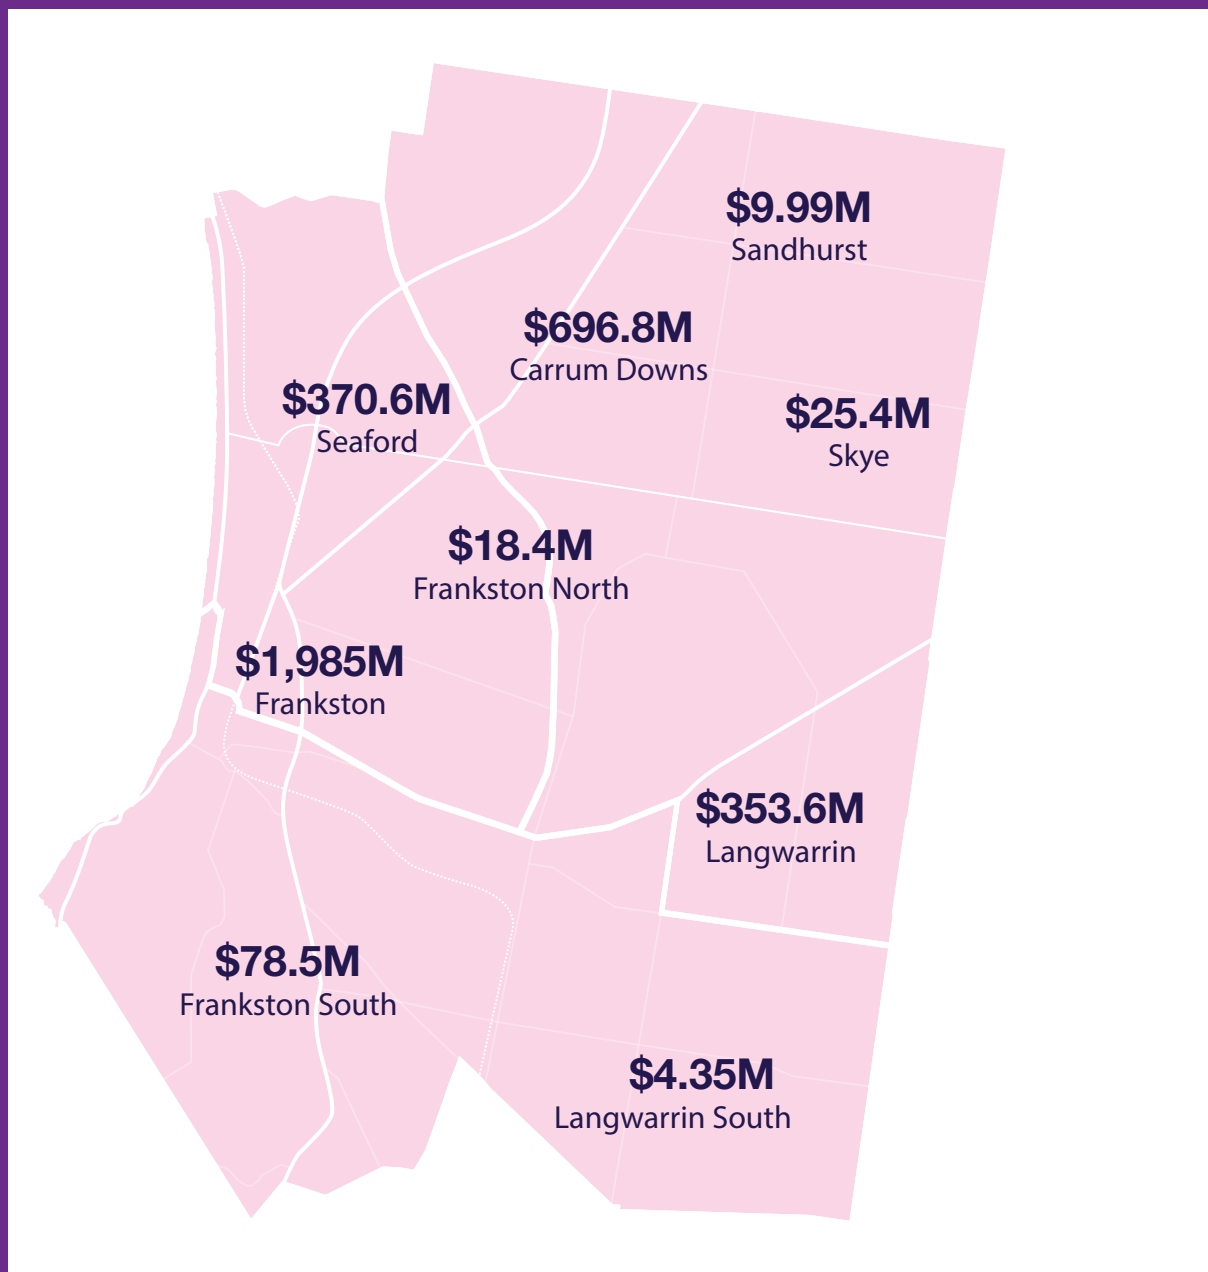 $9.99M
Sandhurst
$696.8M
Carrum Downs
$370.6M
Seaford
$25.4M
Skye
$18.4M
Frankston North
$1,985M
Frankston
$353.6M
Langwarrin
$78.5M
Frankston South
$4.35M
Langwarrin South